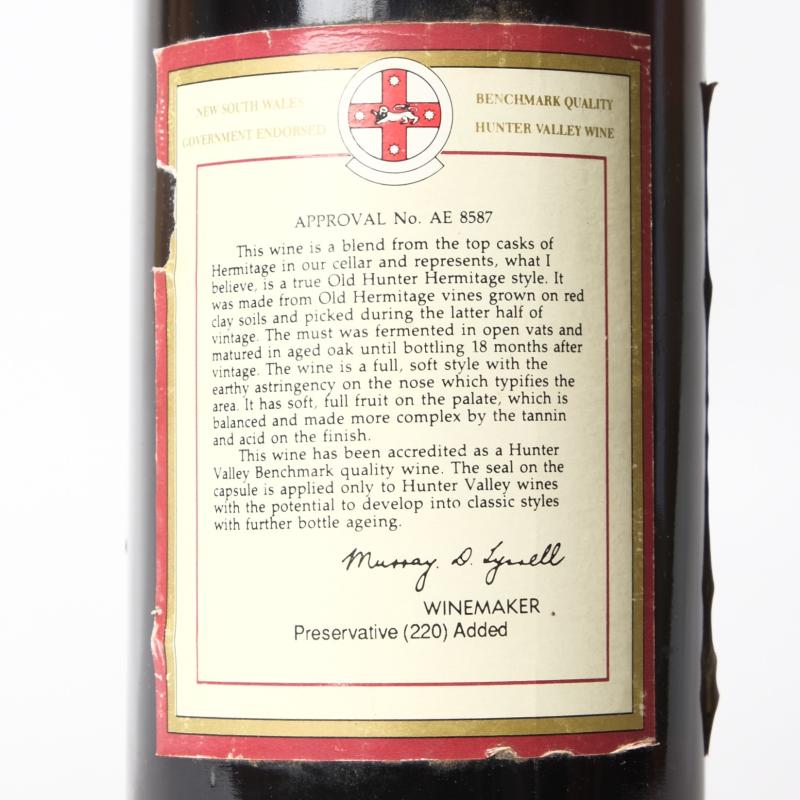 NEW SOUTH WALES
GOVERNMENT ENDORSED
BENCHMARK QUALITY
HUNTER VALLEY WINE
APPROVAL No. AE 8587
This wine is a blend from the top casks of
Hermitage in our cellar and represents, what I
believe, is a true Old Hunter Hermitage style. It
was made from Old Hermitage vines grown on red
clay soils and picked during the latter half of
vintage. The must was fermented in open vats and
matured in aged oak until bottling 18 months after
vintage. The wine is a full, soft style with the
earthy astringency on the nose which typifies the
area. It has soft, full fruit on the palate, which is
balanced and made more complex by the tannin
and acid on the finish.
This wine has been accredited as a Hunter
Valley Benchmark quality wine. The seal on the
capsule is applied only to Hunter Valley wines
with the potential to develop into classic styles
with further bottle ageing.
Murray. D. Tyrrell
WINEMAKER
Preservative (220) Added